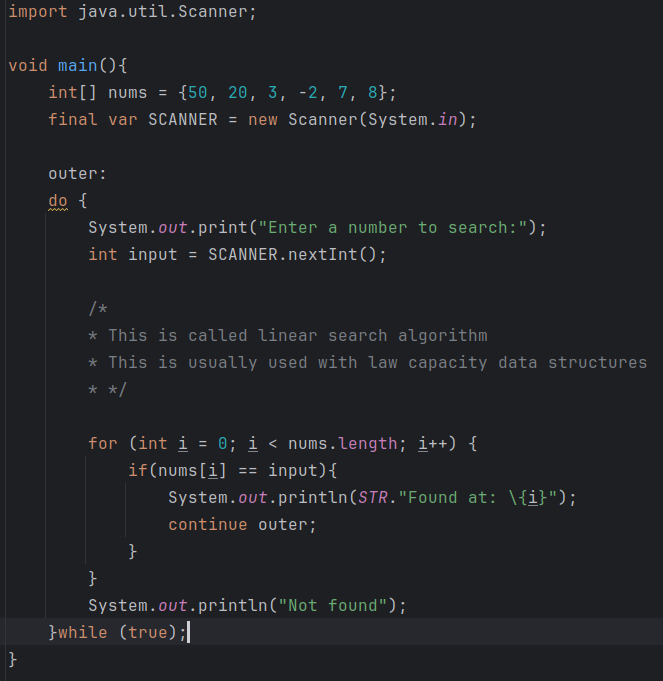 import java.util.Scanner;
void main(){
int[] nums = {50, 20, 3, -2, 7, 8};
final var SCANNER = new Scanner(System.in);
outer:
do {
System.out.print("Enter a number to search:");
int input = SCANNER.nextInt();
/*
* This is called linear search algorithm
* This is usually used with law capacity data structures
* */
for (int i = 0; i < nums.length; i++) {
if(nums[i] == input){
System.out.println(STR."Found at: \{i}");
continue outer;
}
}
System.out.println("Not found");
}while (true);
}